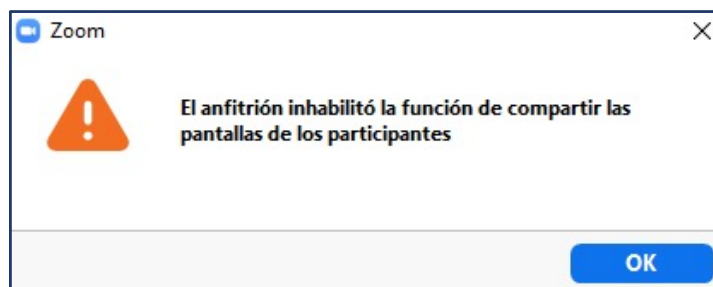 Zoom
El anfitrión inhabilitó la función de compartir las
pantallas de los participantes
OK